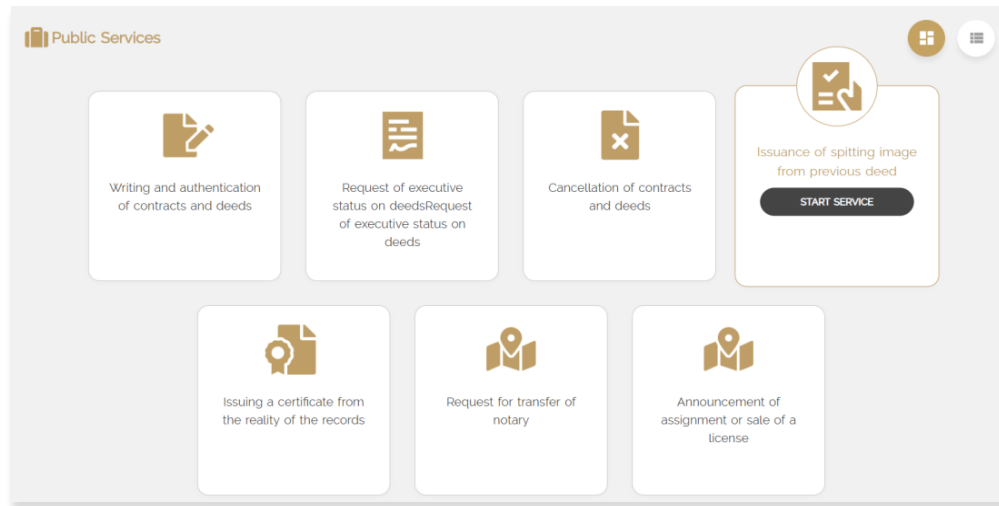 Public Services
Writing and authentication
of contracts and deeds
Request of executive
status on deedsRequest
of executive status on
deeds
Cancellation of contracts
and deeds
Issuance of spitting image
from previous deed
START SERVICE
Issuing a certificate from
the reality of the records
Request for transfer of
notary
Announcement of
assignment or sale of a
license